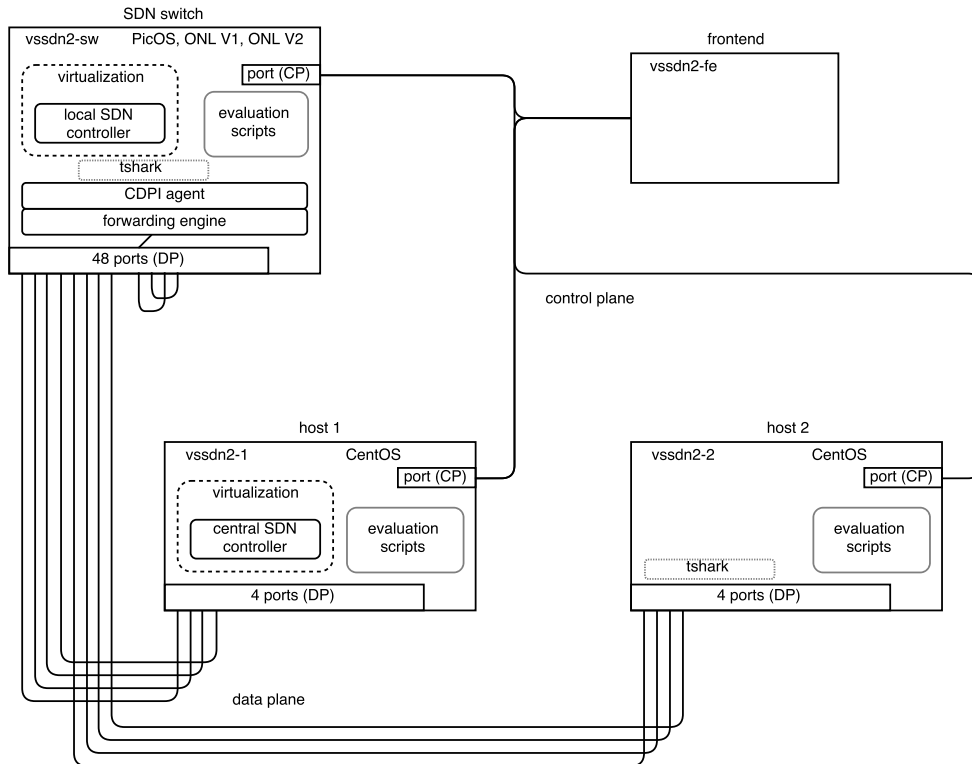 SDN switch
vssdn2-sw PicOS, ONL V1, ONL V2
port (CP)
virtualization
local SDN
controller
evaluation
scripts
tshark
CDPI agent
forwarding engine
48 ports (DP)
frontend
vssdn2-fe
control plane
host 1
vssdn2-1 CentOS
port (CP)
virtualization
central SDN
controller
evaluation
scripts
4 ports (DP)
host 2
vssdn2-2 CentOS
port (CP)
evaluation
scripts
tshark
4 ports (DP)
data plane